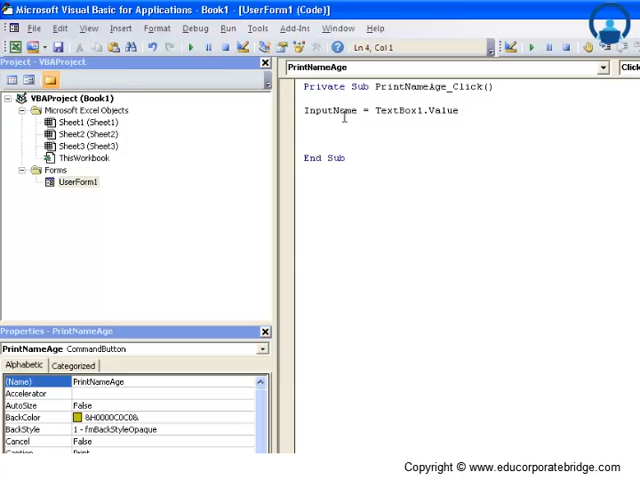 Microsoft Visual Basic for Applications - Book1 - [UserForm1 (Code)]
File Edit View Insert Format Debug Run Tools Add-Ins Window Help
Ln 4, Col 1
Project - VBAProject
PrintNameAge
Click
VBAProject (Book1)
Microsoft Excel Objects
Sheet1 (Sheet1)
Sheet2 (Sheet2)
Sheet3 (Sheet3)
ThisWorkbook
Forms
UserForm1
Private Sub PrintNameAge_Click()
InputName = TextBox1.Value
End Sub
Properties - PrintNameAge
PrintNameAge CommandButton
Alphabetic Categorized
(Name) PrintNameAge
Accelerator
AutoSize False
BackColor &H0000C0C0&
BackStyle 1 - fmBackStyleOpaque
Cancel False
Caption Print
Copyright © www.educorporatebridge.com